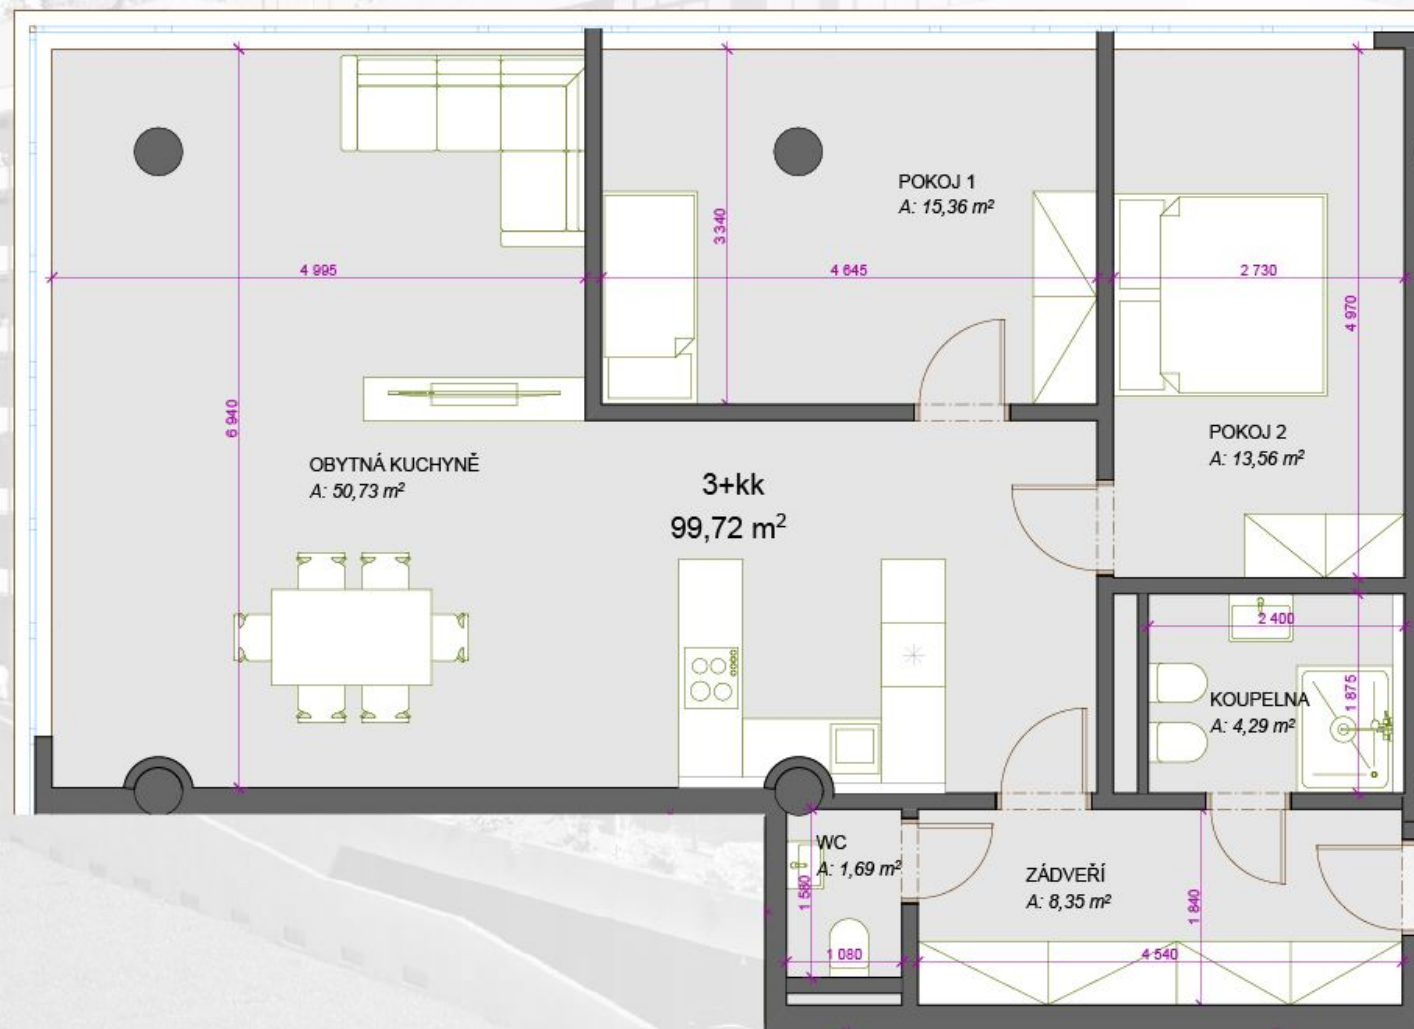 POKOJ 1
A: 15,36 m²
3 340
4 995
4 645
2 730
4 970
6 940
POKOJ 2
A: 13,56 m²
OBYTNÁ KUCHYNĚ
A: 50,73 m²
3+kk
99,72 m²
2 400
1 875
KOUPELNA
A: 4,29 m²
WC
A: 1,69 m²
1 580
ZÁDVEŘÍ
A: 8,35 m²
1 840
1 080
4 540